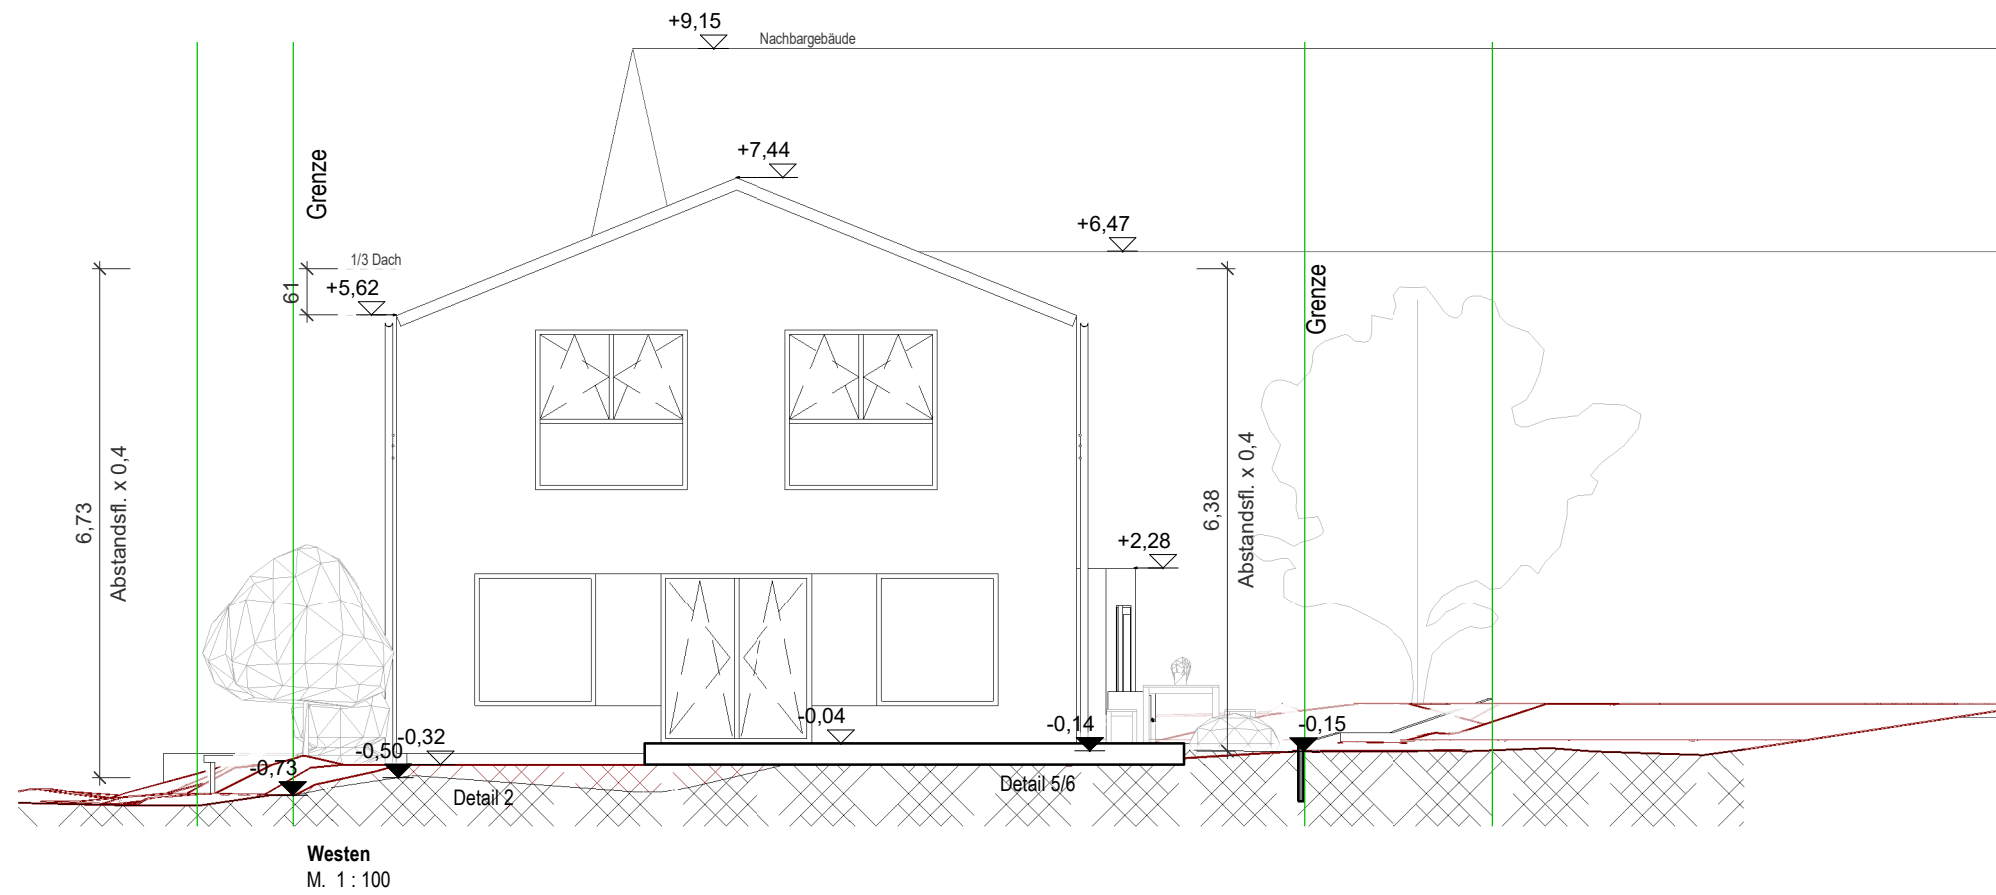 +9,15
Nachbargebäude
+7,44
Grenze
+6,47
1/3 Dach
61
+5,62
Grenze
6,73
Abstandsfl. x 0,4
6,38
Abstandsfl. x 0,4
+2,28
-0,04
-0,14
-0,15
-0,32
-0,50
-0,73
Detail 2
Detail 5/6
Westen
M. 1 : 100